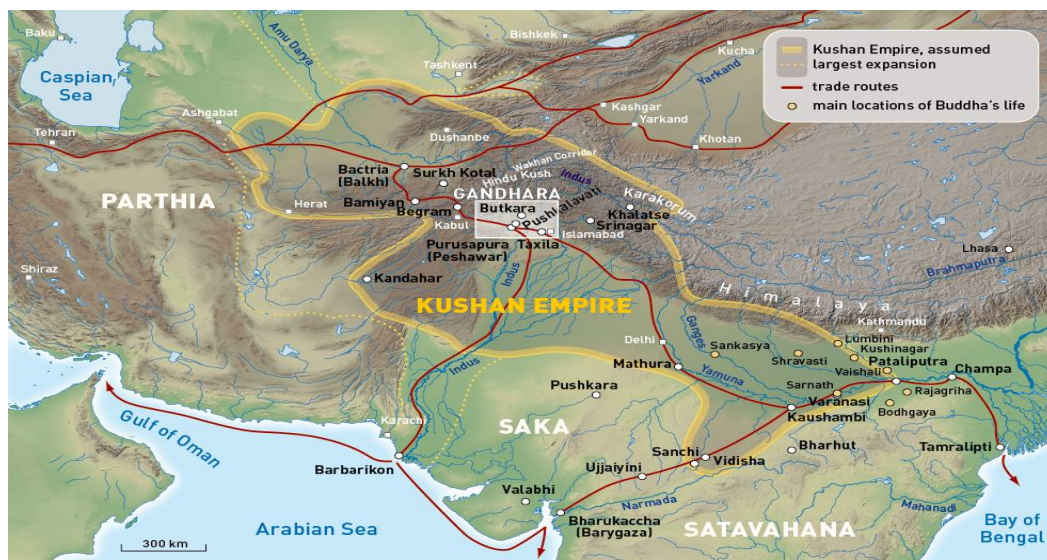 Baku
Caspian
Sea
Amu Darya
Bishkek
Tashkent
Kucha
Yarkand
Kushan Empire, assumed
largest expansion
trade routes
main locations of Buddha's life
Ashgabat
Tehran
Dushanbe
Kashgar
Yarkand
Khotan
Bactria
(Balkh)
Surkh Kotal
Wakhan Corridor
Hindu Kush
Indus
Karakorum
PARTHIA
Herat
Bamiyan
Begram
Kabul
GANDHARA
Butkara
Pushkalavati
Islamabad
Khalatse
Srinagar
Purusapura
(Peshawar)
Taxila
Shiraz
Kandahar
Indus
KUSHAN EMPIRE
Lhasa
Brahmaputra
Himalaya
Kathmandu
Ganges
Delhi
Sankasya
Shravasti
Lumbini
Kushinagar
Pataliputra
Vaishali
Champa
Mathura
Yamuna
Sarnath
Varanasi
Rajagriha
Bodhgaya
Kaushambi
Indus
Pushkara
Karachi
SAKA
Gulf of Oman
Barbarikon
Sanchi
Vidisha
Bharhut
Tamralipti
Ujjaiyini
Valabhi
Narmada
Mahanadi
Arabian Sea
Bharukaccha
(Barygaza)
SATAVAHANA
Bay of
Bengal
300 km